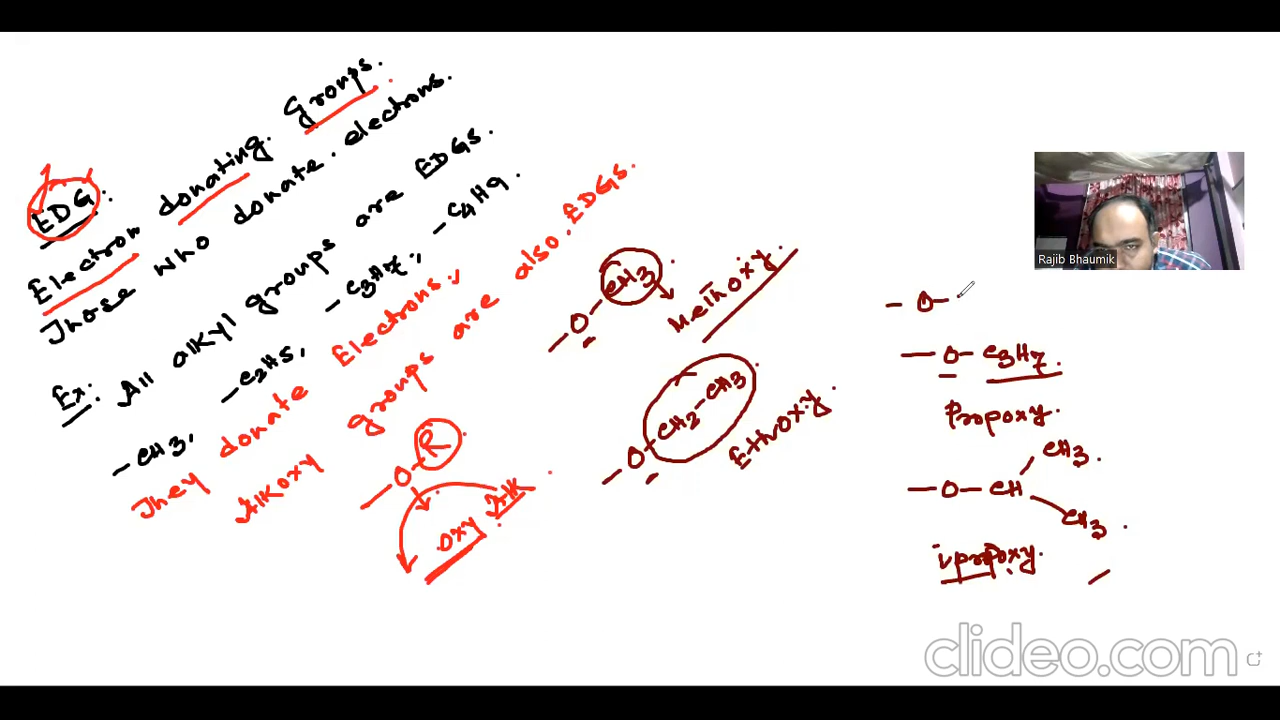 EDG:
Electron donating. Groups.
Those who donate. electrons.
Ex: All alkyl groups are EDGs.
- CH3, - C2H5, - C3H7, - C4H9.
They donate Electrons.,
Alkoxy groups are also. EDGs.
- O - R
Alk
.oxy
- O - CH3.
Methoxy.
- O - CH2 - CH3
Ethoxy.
- O -
- O - C3H7.
Propoxy.
- O - CH
CH3.
CH3.
ipropoxy.
Rajib Bhaumik
clideo.com